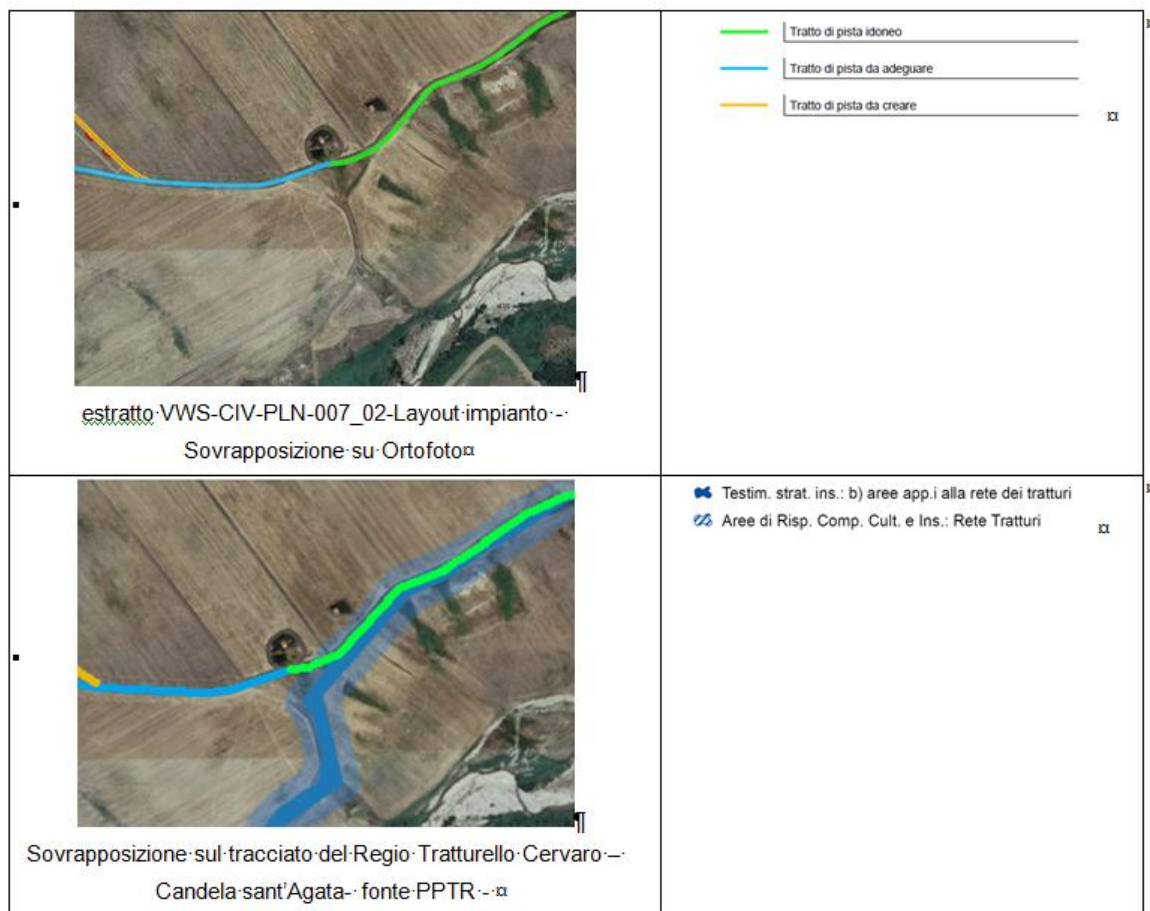 Tratto di pista idoneo
Tratto di pista da adeguare
Tratto di pista da creare
estratto VWS-CIV-PLN-007_02-Layout impianto -
Sovrapposizione su Ortofoto
Testim. strat. ins.: b) aree app.i alla rete dei tratturi
Aree di Risp. Comp. Cult. e Ins.: Rete Tratturi
Sovrapposizione sul tracciato del Regio Tratturello Cervaro –
Candela sant'Agata- fonte PPTR -